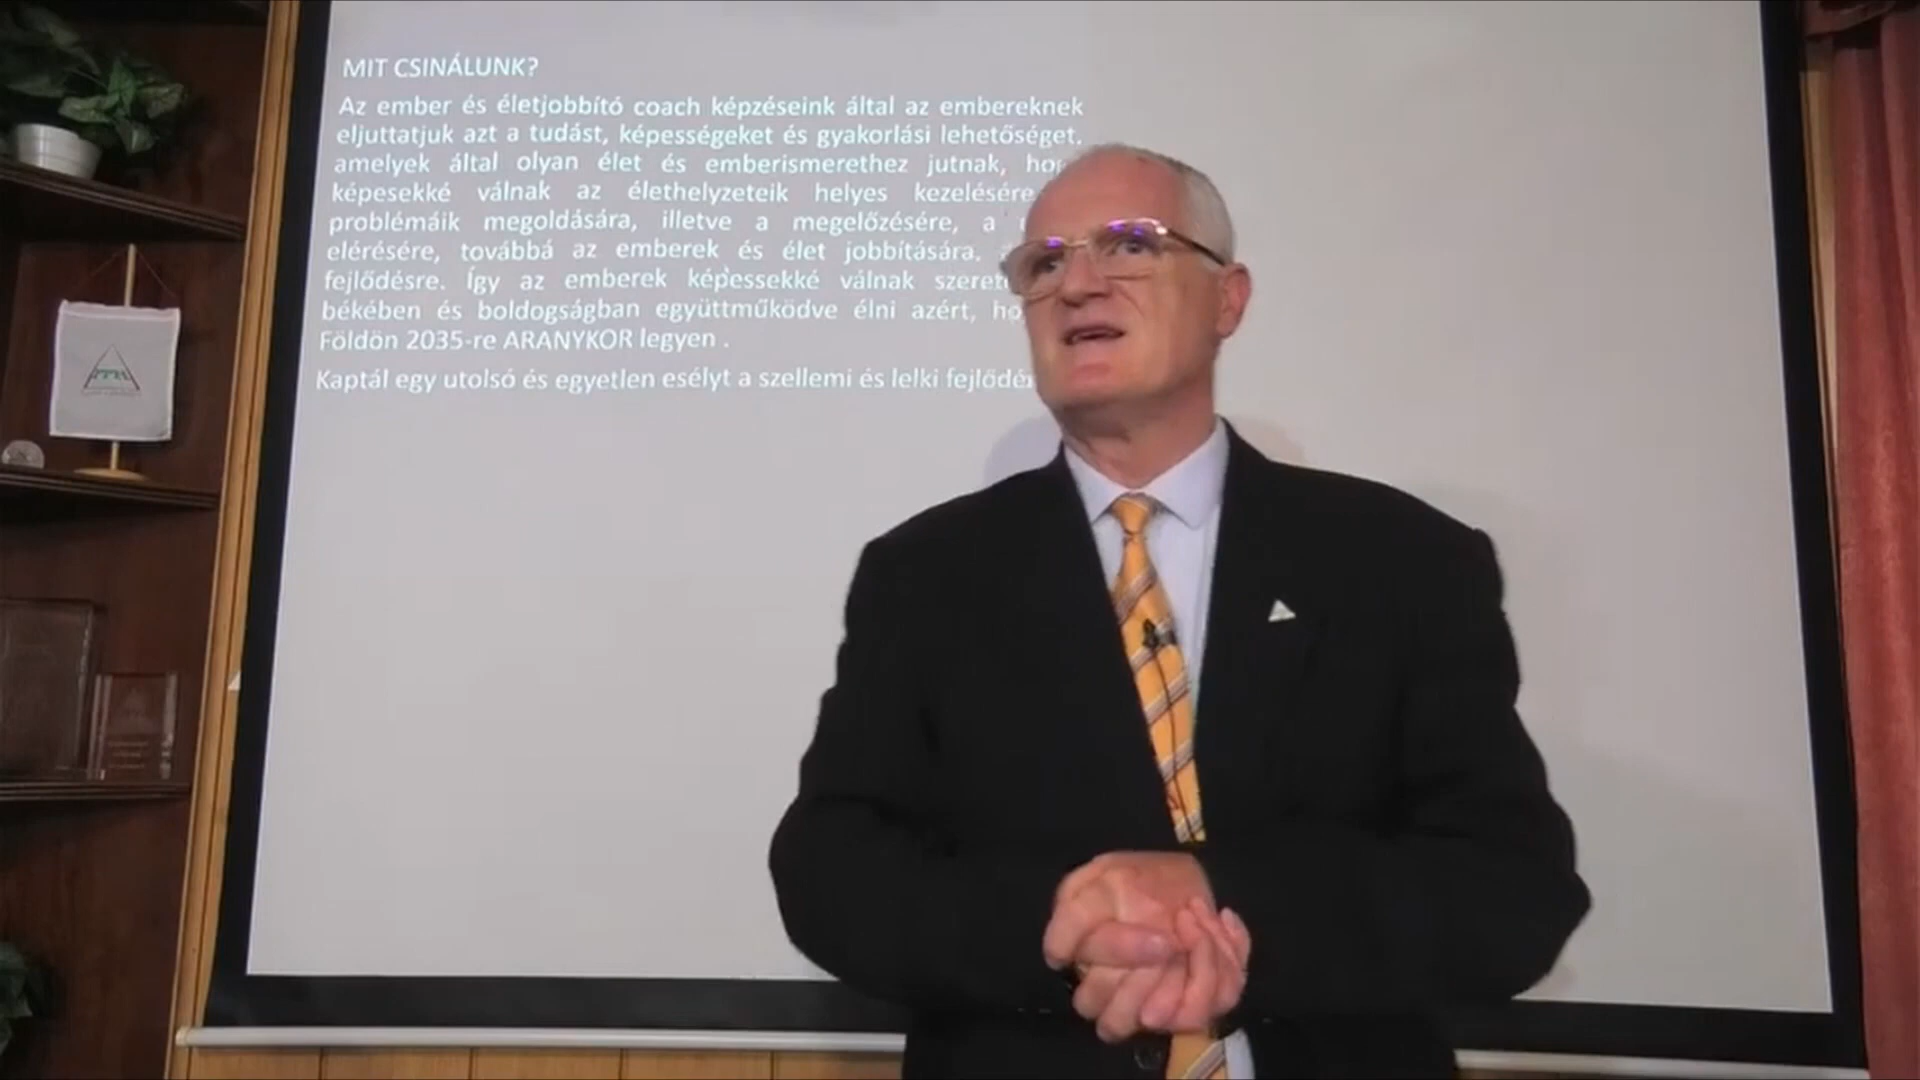 MIT CSINÁLUNK?
Az ember és életjobbító coach képzéseink által az embereknek
eljuttatjuk azt a tudást, képességeket és gyakorlási lehetőséget,
amelyek által olyan élet és emberismerethez jutnak,
képesekké válnak az élethelyzeteik helyes kezelésére
problémáik megoldására, illetve a megelőzésére, a
elérésére, továbbá az emberek és élet jobbítására,
fejlődésre. Így az emberek képessekké válnak
békében és boldogságban együttműködve élni azért,
Földön 2035-re ARANYKOR legyen .
Kaptál egy utolsó és egyetlen esélyt a szellemi és lelki